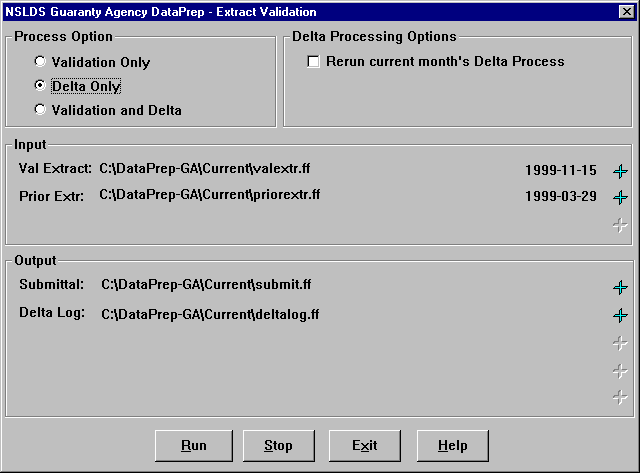 NSLDS Guaranty Agency DataPrep - Extract Validation
Process Option
Validation Only
Delta Only
Validation and Delta
Delta Processing Options
Rerun current month's Delta Process
Input
Val Extract: C:\DataPrep-GA\Current\valextr.ff 1999-11-15
Prior Extr: C:\DataPrep-GA\Current\priorextr.ff 1999-03-29
Output
Submittal: C:\DataPrep-GA\Current\submit.ff
Delta Log: C:\DataPrep-GA\Current\deltalog.ff
Run Stop Exit Help